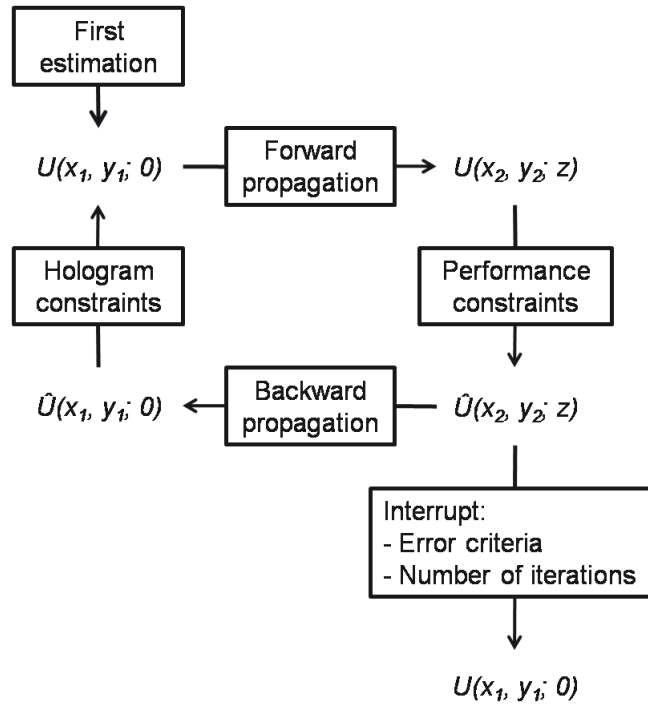 First
estimation
U(x₁, y₁; 0)
Forward
propagation
U(x₂, y₂; z)
Hologram
constraints
Performance
constraints
Û(x₁, y₁; 0)
Backward
propagation
Û(x₂, y₂; z)
Interrupt:
- Error criteria
- Number of iterations
U(x₁, y₁; 0)